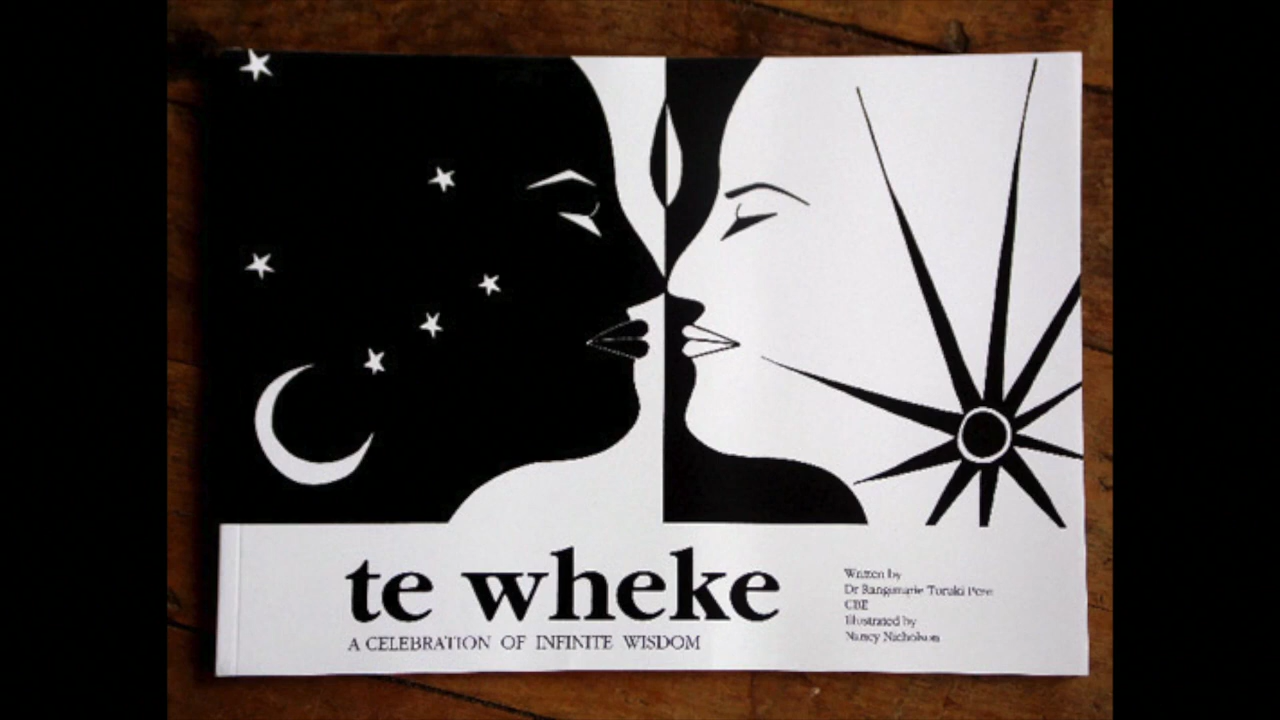 te wheke
A CELEBRATION OF INFINITE WISDOM
Written by
Dr Rangimarie Turuki Pere
CBE
Illustrated by
Nancy Nicholson